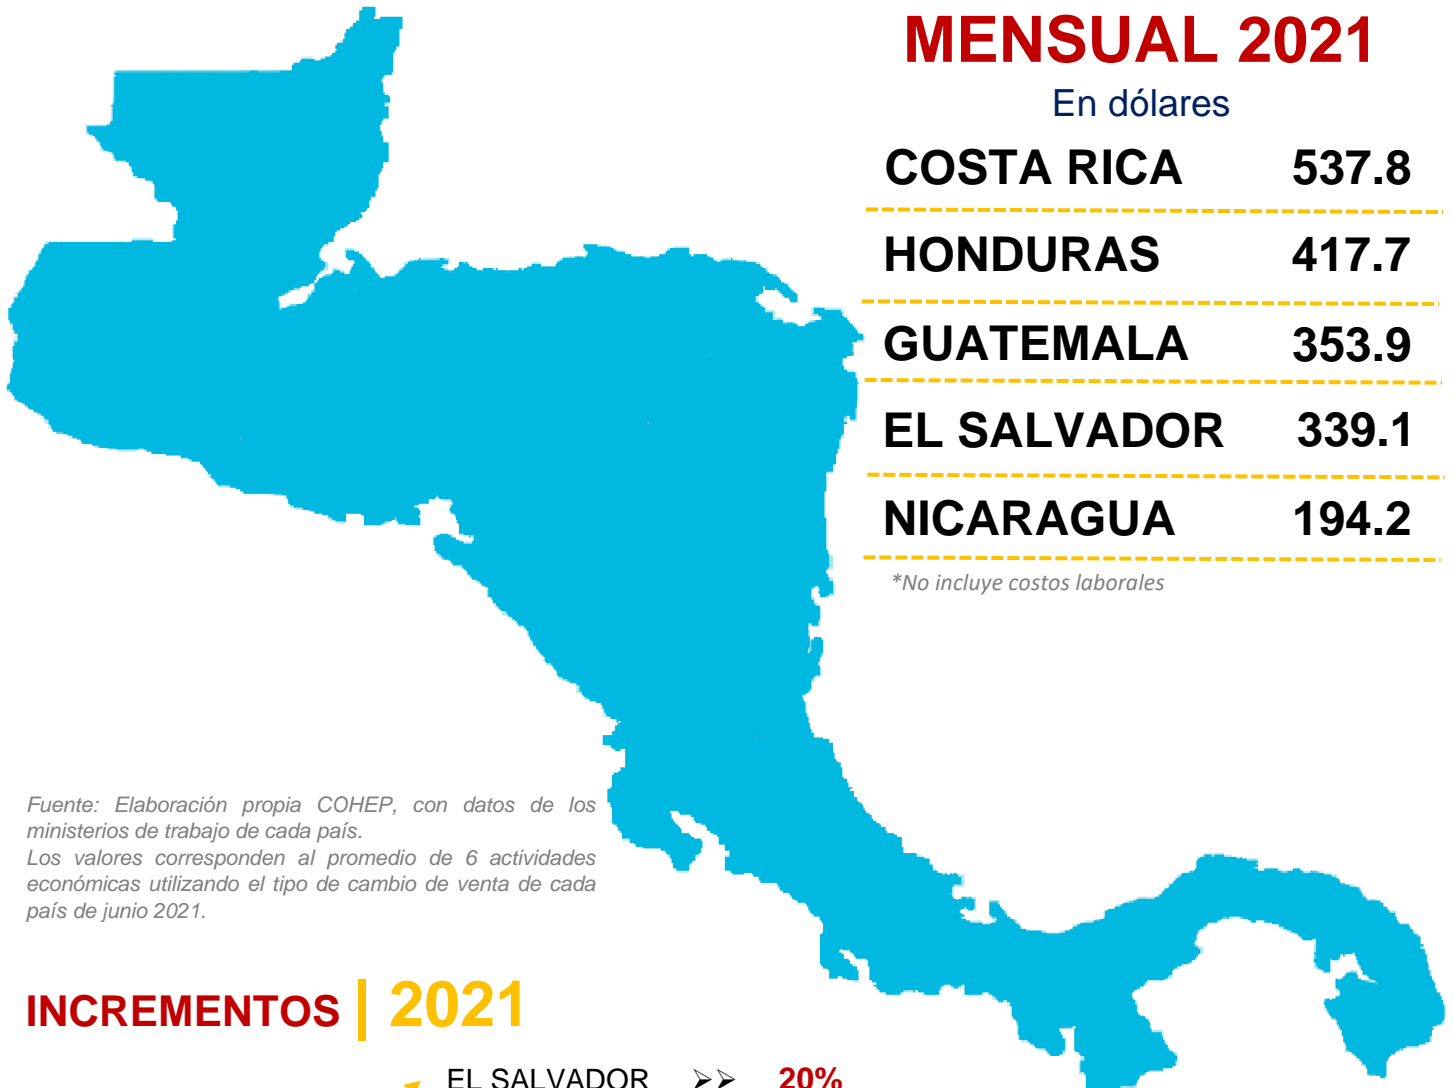 MENSUAL 2021
En dólares
COSTA RICA 537.8
HONDURAS 417.7
GUATEMALA 353.9
EL SALVADOR 339.1
NICARAGUA 194.2
*No incluye costos laborales
Fuente: Elaboración propia COHEP, con datos de los
ministerios de trabajo de cada país.
Los valores corresponden al promedio de 6 actividades
económicas utilizando el tipo de cambio de venta de cada
país de junio 2021.
INCREMENTOS | 2021
EL SALVADOR ➢➢ 20%